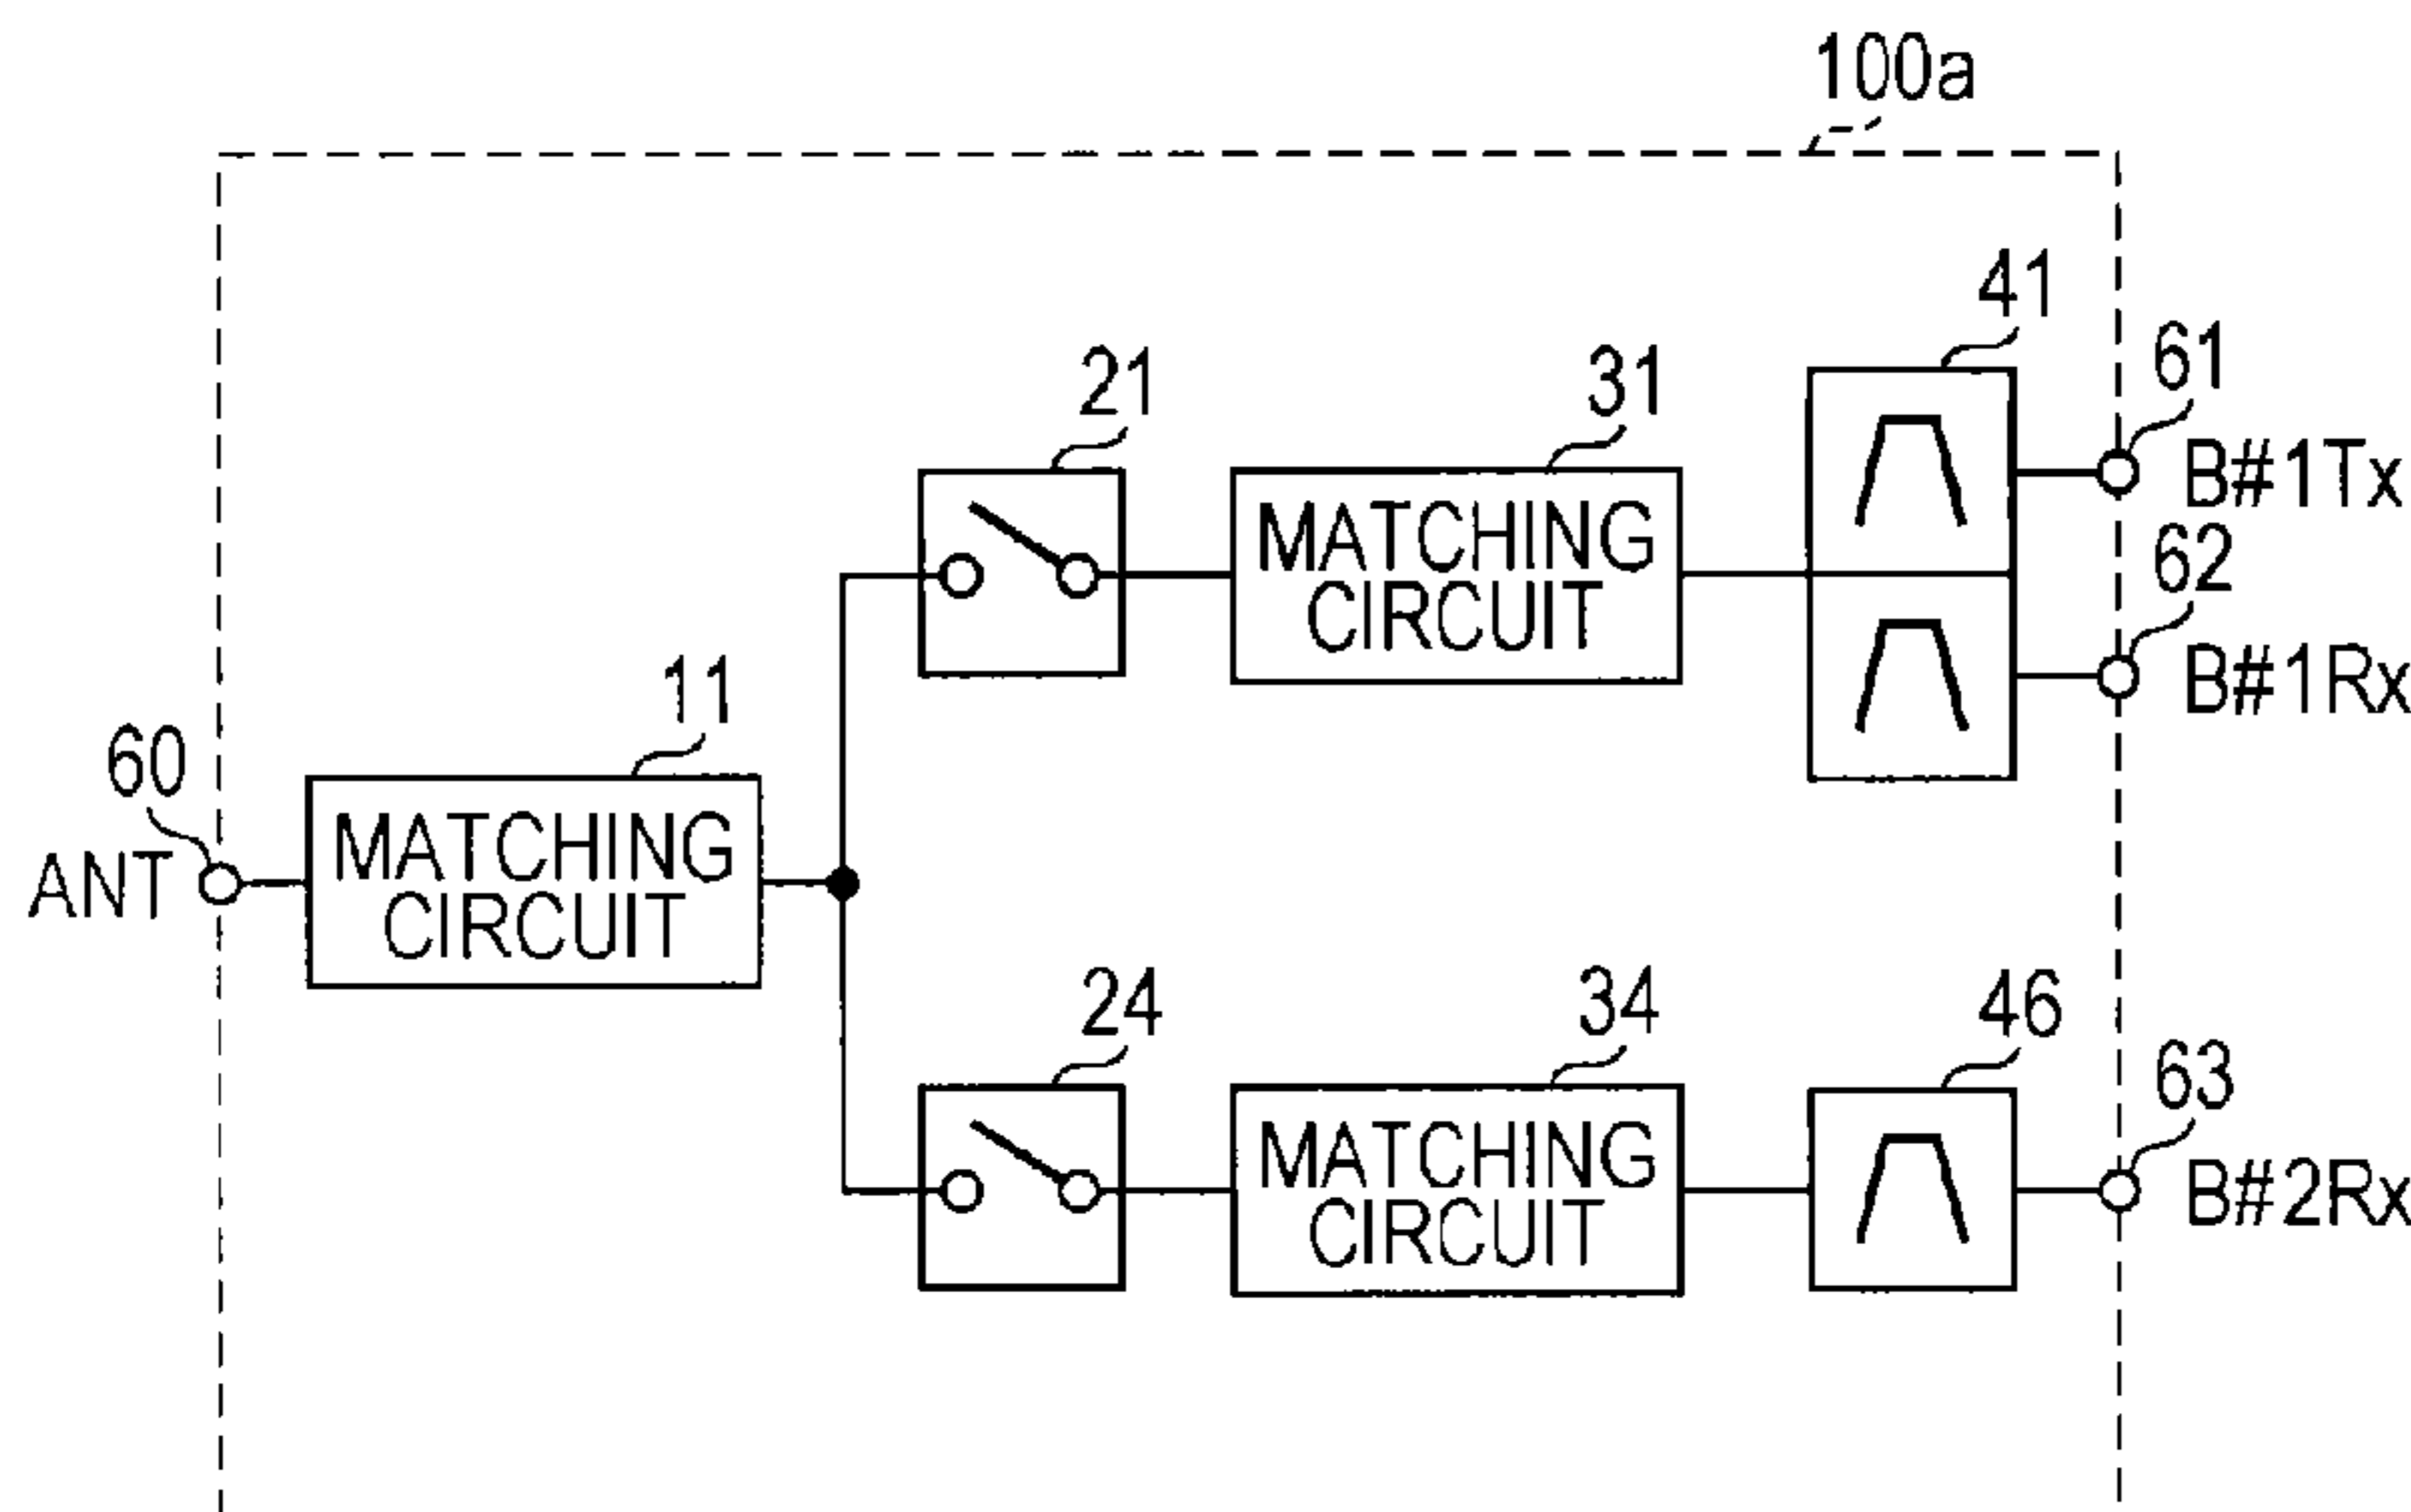 100a
41
61
B#1Tx
21
31
MATCHING
CIRCUIT
62
B#1Rx
11
60
ANT
MATCHING
CIRCUIT
24
34
46
63
MATCHING
CIRCUIT
B#2Rx